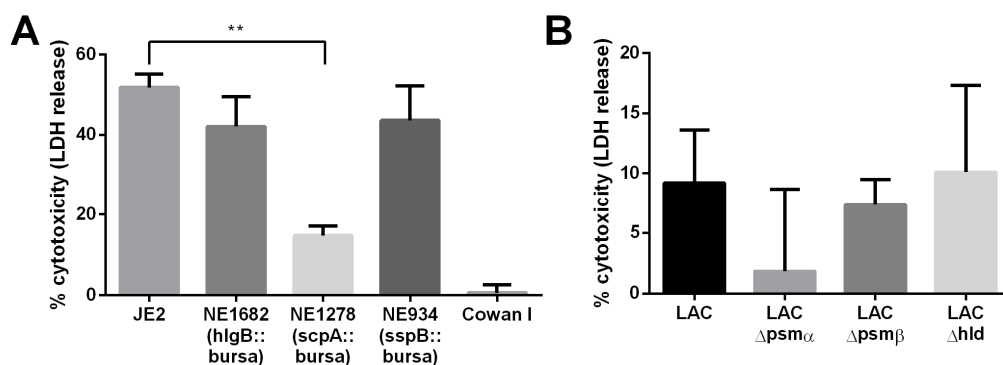 A
**
% cytotoxicity (LDH release)
60
40
20
0
JE2
NE1682
(hlgB::
bursa)
NE1278
(scpA::
bursa)
NE934
(sspB::
bursa)
Cowan I
B
% cytotoxicity (LDH release)
20
15
10
5
0
LAC
LAC
Δpsmα
LAC
Δpsmβ
LAC
Δhld